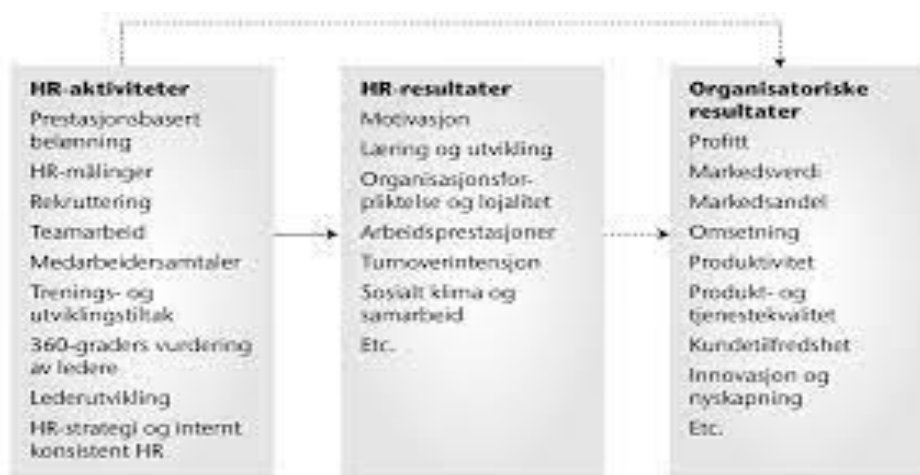 HR-aktiviteter
Prestasjonsbasert
belønning
HR-målinger
Rekruttering
Teamarbeid
Medarbeidersamtaler
Trenings- og
utviklingstiltak
360-graders vurdering
av ledere
Lederutvikling
HR-strategi og internt
konsistent HR
HR-resultater
Motivasjon
Læring og utvikling
Organisasjonsfor-
pliktelse og lojalitet
Arbeidsprestasjoner
Turnoverintensjon
Sosialt klima og
samarbeid
Etc.
Organisatoriske
resultater
Profitt
Markedsverdi
Markedsandel
Omsetning
Produktivitet
Produkt- og
tjenestekvalitet
Kundetilfredshet
Innovasjon og
nyskapning
Etc.